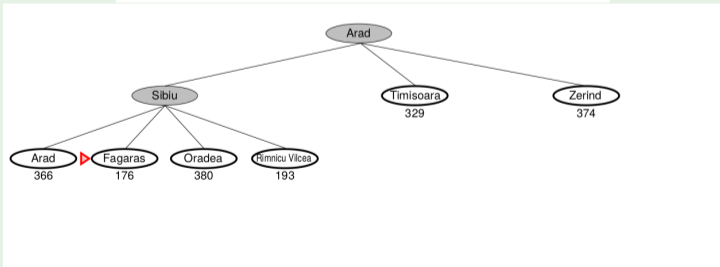 Arad
Sibiu
Timisoara
Zerind
329
374
Arad
Fagaras
Oradea
Rimnicu Vilcea
366
176
380
193